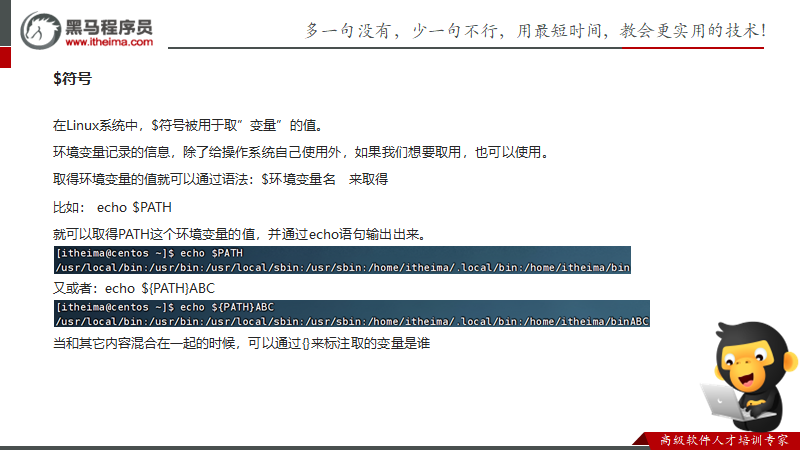 黑马程序员
www.itheima.com
多一句没有，少一句不行，用最短时间，教会更实用的技术！
$符号
在Linux系统中，$符号被用于取”变量”的值。
环境变量记录的信息，除了给操作系统自己使用外，如果我们想要取用，也可以使用。
取得环境变量的值就可以通过语法：$环境变量名　来取得
比如： echo $PATH
就可以取得PATH这个环境变量的值，并通过echo语句输出出来。
[itheima@centos ~]$ echo $PATH
/usr/local/bin:/usr/bin:/usr/local/sbin:/usr/sbin:/home/itheima/.local/bin:/home/itheima/bin
又或者：echo ${PATH}ABC
[itheima@centos ~]$ echo ${PATH}ABC
/usr/local/bin:/usr/bin:/usr/local/sbin:/usr/sbin:/home/itheima/.local/bin:/home/itheima/binABC
当和其它内容混合在一起的时候，可以通过{}来标注取的变量是谁
高级软件人才培训专家